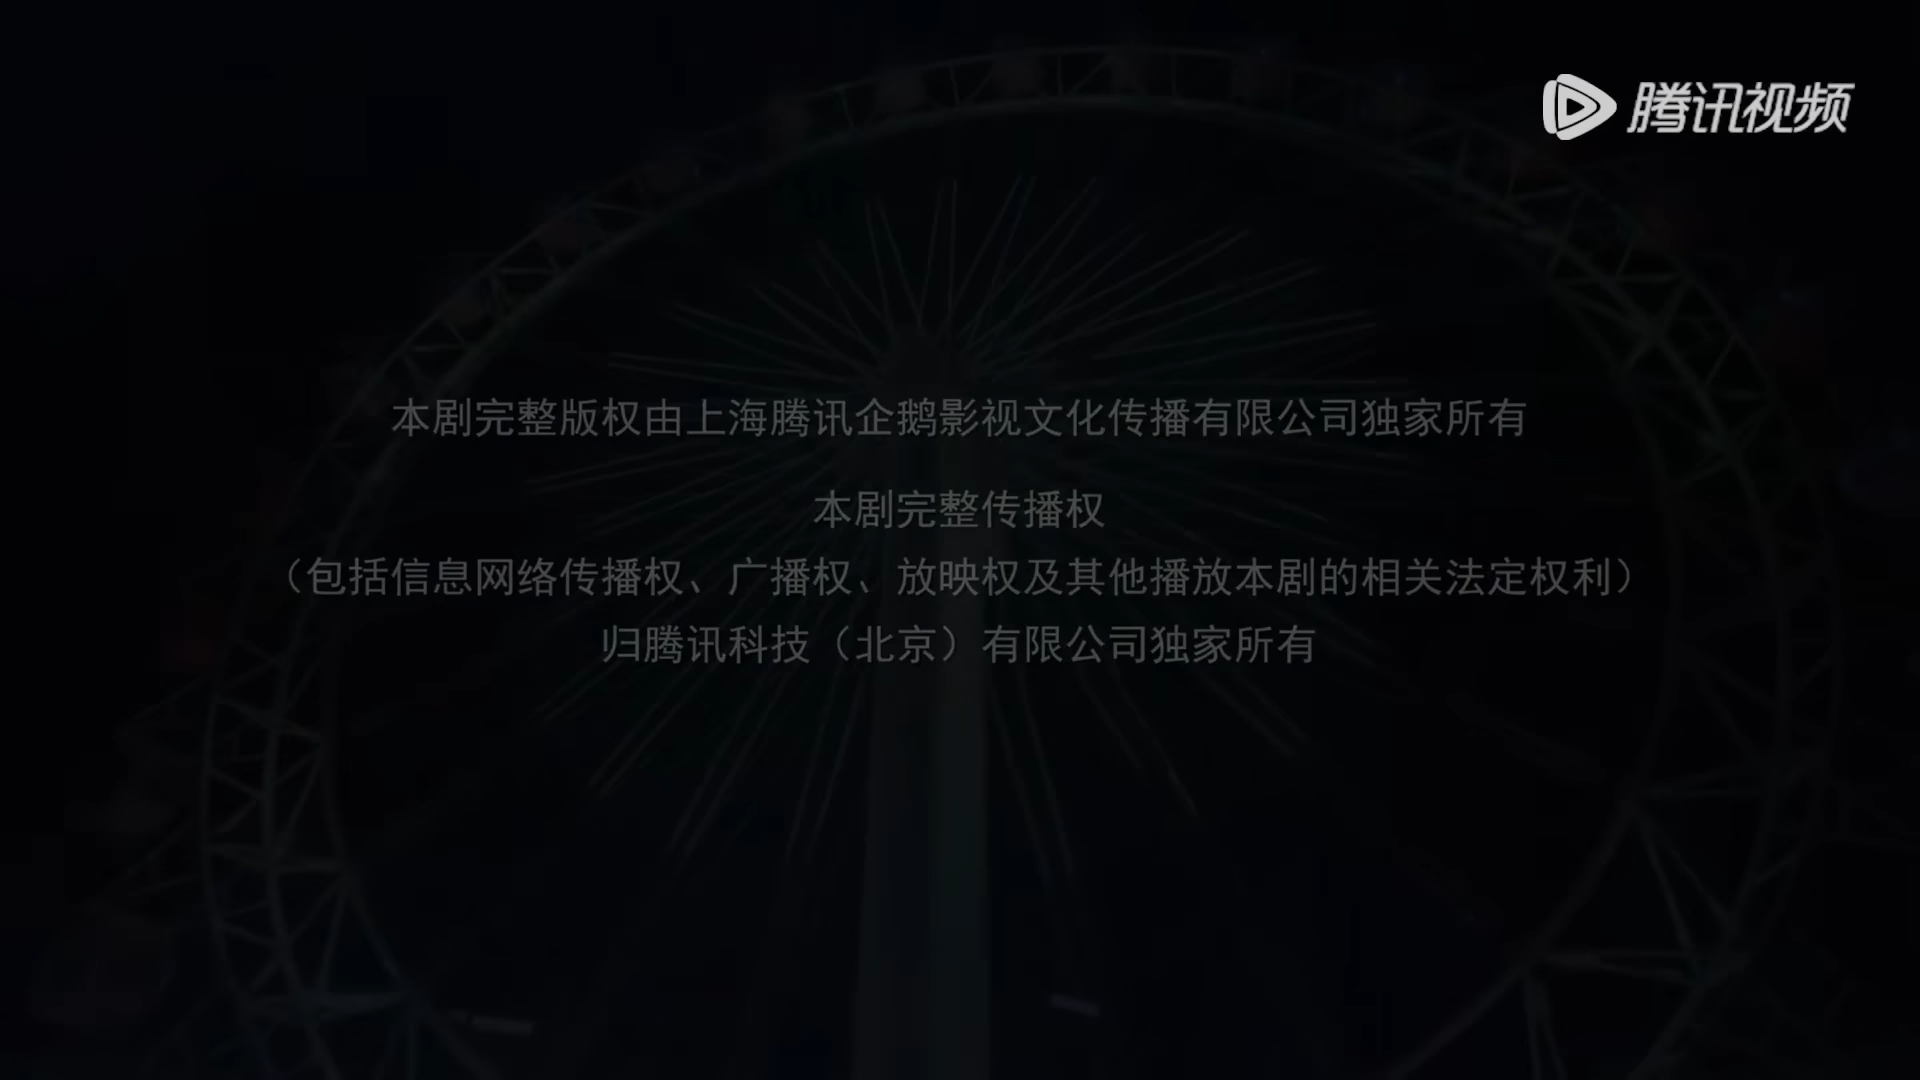 腾讯视频
本剧完整版权由上海腾讯企鹅影视文化传播有限公司独家所有
本剧完整传播权
（包括信息网络传播权、广播权、放映权及其他播放本剧的相关法定权利）
归腾讯科技（北京）有限公司独家所有